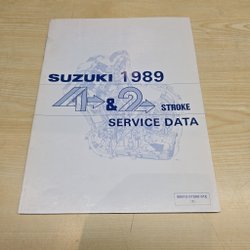 SUZUKI 1989
4 & 2 STROKE
SERVICE DATA